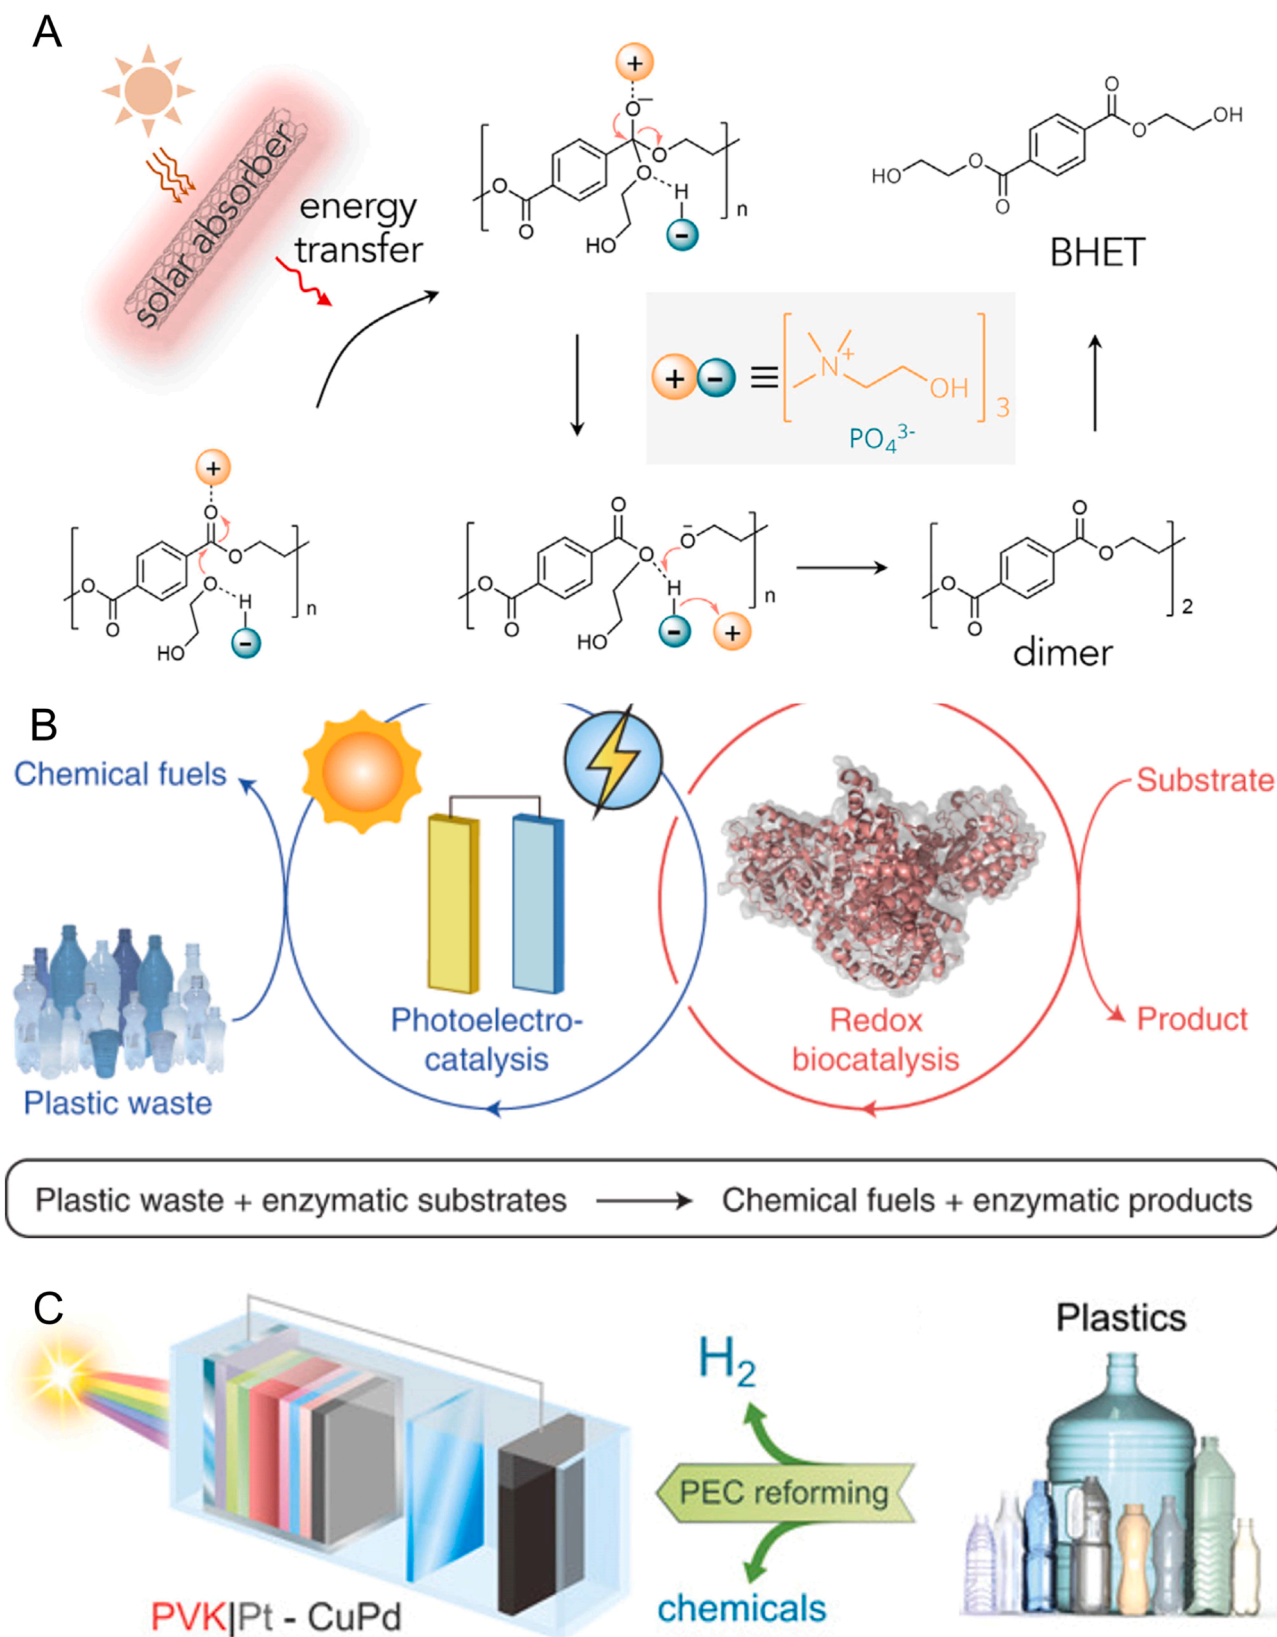 A
solar absorber
energy
transfer
+
O
−
O
O
O
O
H
HO
−
n
O
O
OH
HO
O
O
BHET
+ − ≡ [ N+ OH ]3
PO4 3-
+
O
O
O
O
O
H
HO
−
n
O
O
O
−
O
O
H
HO
− +
n
O
O
O
O
2
dimer
B
Chemical fuels
Substrate
Photoelectro-
catalysis
Redox
biocatalysis
Product
Plastic waste
Plastic waste + enzymatic substrates ⟶ Chemical fuels + enzymatic products
C
Plastics
H2
PEC reforming
chemicals
PVK|Pt - CuPd